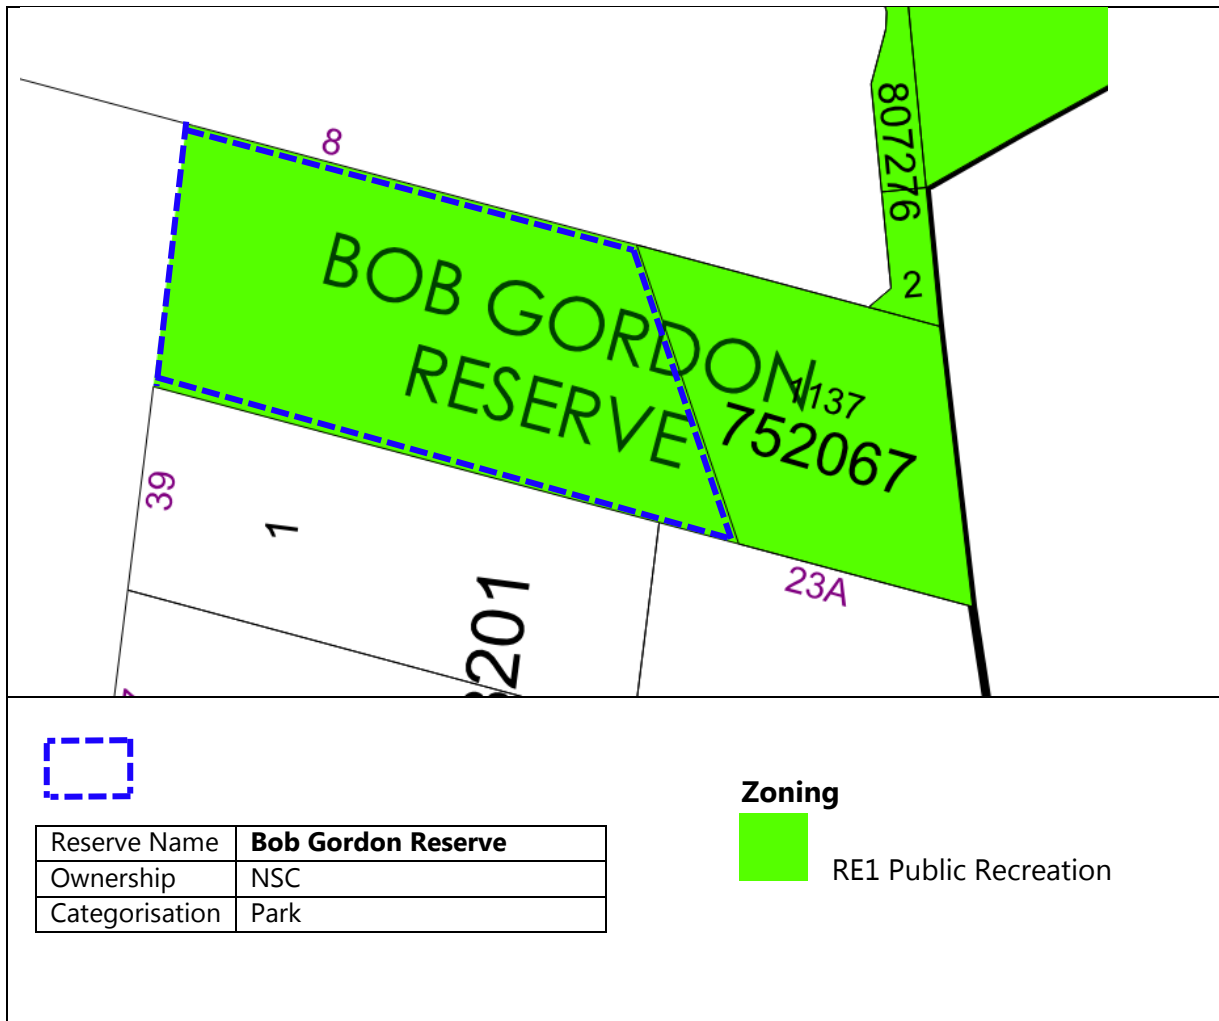 807276
8
2
BOB GORDON
RESERVE
1137
752067
39
1
201
23A
Zoning
Reserve Name Bob Gordon Reserve
Ownership NSC
Categorisation Park
RE1 Public Recreation